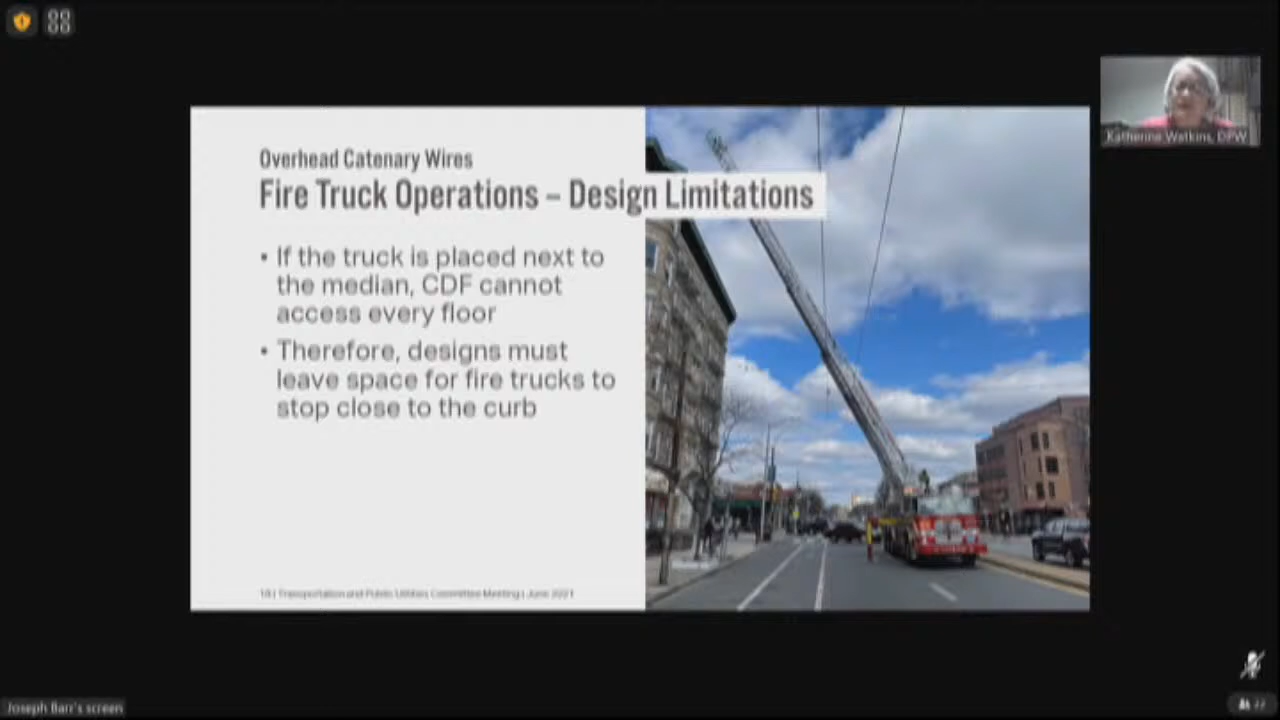 Katherine Watkins, DPW
Overhead Catenary Wires
Fire Truck Operations – Design Limitations
• If the truck is placed next to
the median, CDF cannot
access every floor
• Therefore, designs must
leave space for fire trucks to
stop close to the curb
Transportation and Public Utilities Committee Meeting | June 2021
Joseph Barr's screen